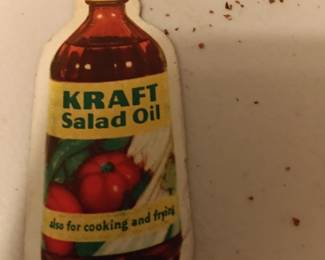 KRAFT
Salad Oil
also for cooking and frying